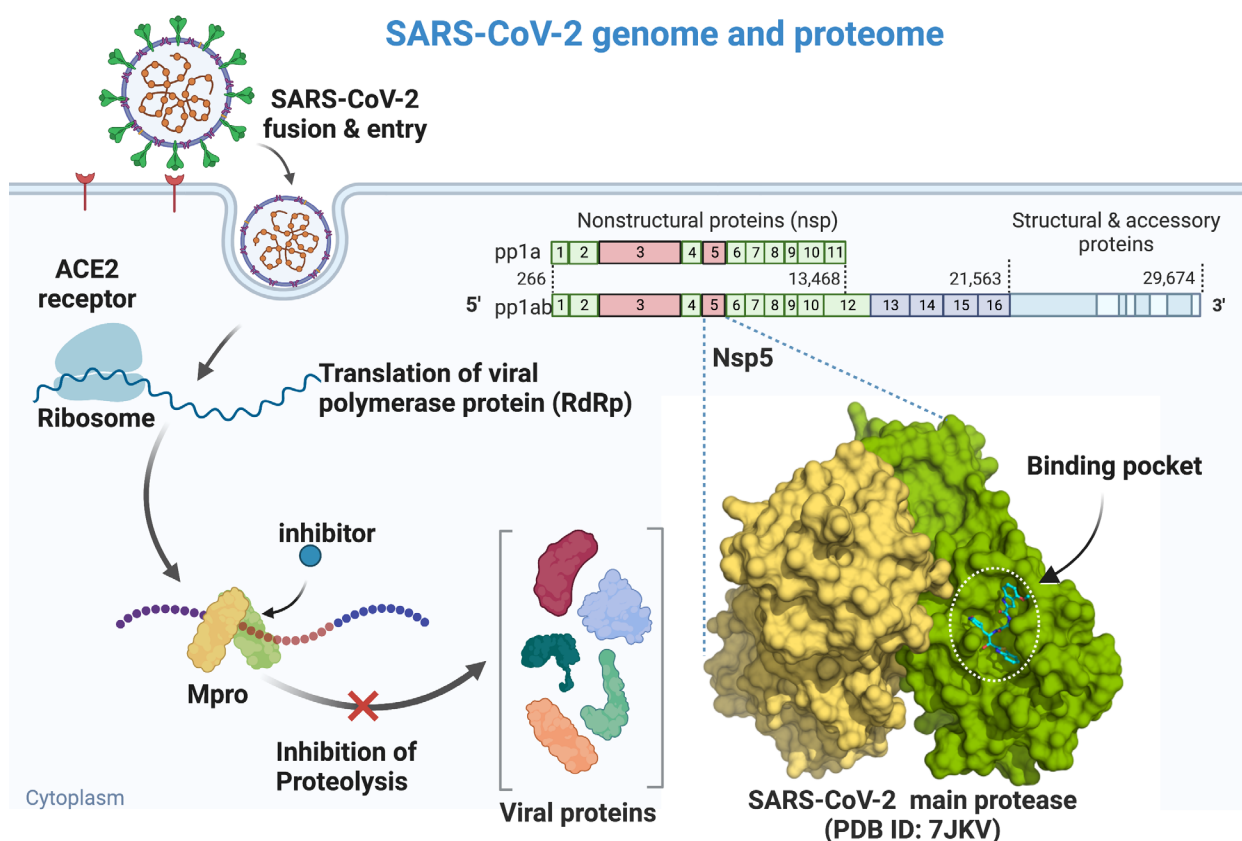 SARS-CoV-2 genome and proteome
SARS-CoV-2
fusion & entry
Nonstructural proteins (nsp)
Structural & accessory
proteins
pp1a
1 2 3 4 5 6 7 8 9 10 11
266
13,468
21,563
29,674
5'
pp1ab
1 2 3 4 5 6 7 8 9 10 12 13 14 15 16
3'
ACE2
receptor
Nsp5
Ribosome
Translation of viral
polymerase protein (RdRp)
Binding pocket
inhibitor
Mpro
Inhibition of
Proteolysis
Viral proteins
Cytoplasm
SARS-CoV-2 main protease
(PDB ID: 7JKV)